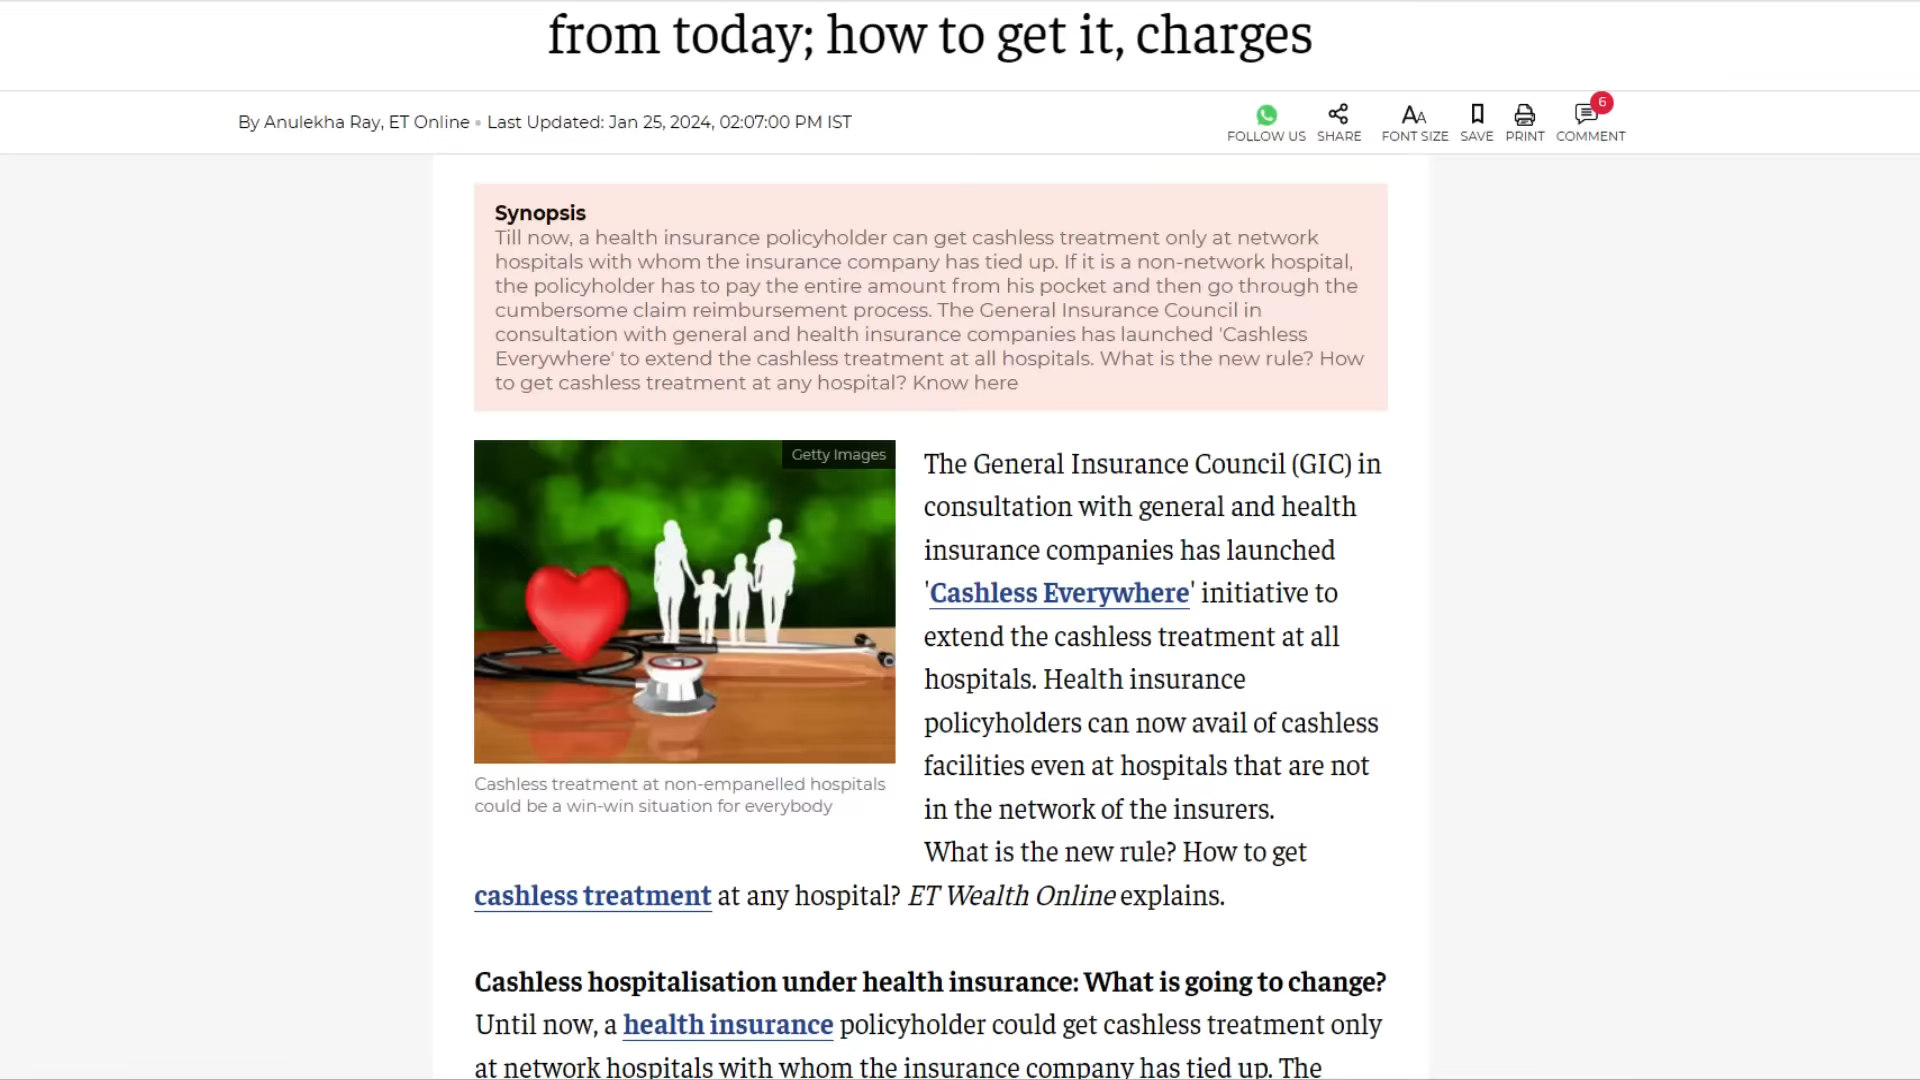 from today; how to get it, charges
By Anulekha Ray, ET Online • Last Updated: Jan 25, 2024, 02:07:00 PM IST
FOLLOW US
SHARE
AA
FONT SIZE
SAVE
PRINT
6
COMMENT
Synopsis
Till now, a health insurance policyholder can get cashless treatment only at network
hospitals with whom the insurance company has tied up. If it is a non-network hospital,
the policyholder has to pay the entire amount from his pocket and then go through the
cumbersome claim reimbursement process. The General Insurance Council in
consultation with general and health insurance companies has launched 'Cashless
Everywhere' to extend the cashless treatment at all hospitals. What is the new rule? How
to get cashless treatment at any hospital? Know here
Getty Images
Cashless treatment at non-empanelled hospitals
could be a win-win situation for everybody
The General Insurance Council (GIC) in
consultation with general and health
insurance companies has launched
'Cashless Everywhere' initiative to
extend the cashless treatment at all
hospitals. Health insurance
policyholders can now avail of cashless
facilities even at hospitals that are not
in the network of the insurers.
What is the new rule? How to get
cashless treatment at any hospital? ET Wealth Online explains.
Cashless hospitalisation under health insurance: What is going to change?
Until now, a health insurance policyholder could get cashless treatment only
at network hospitals with whom the insurance company has tied up. The